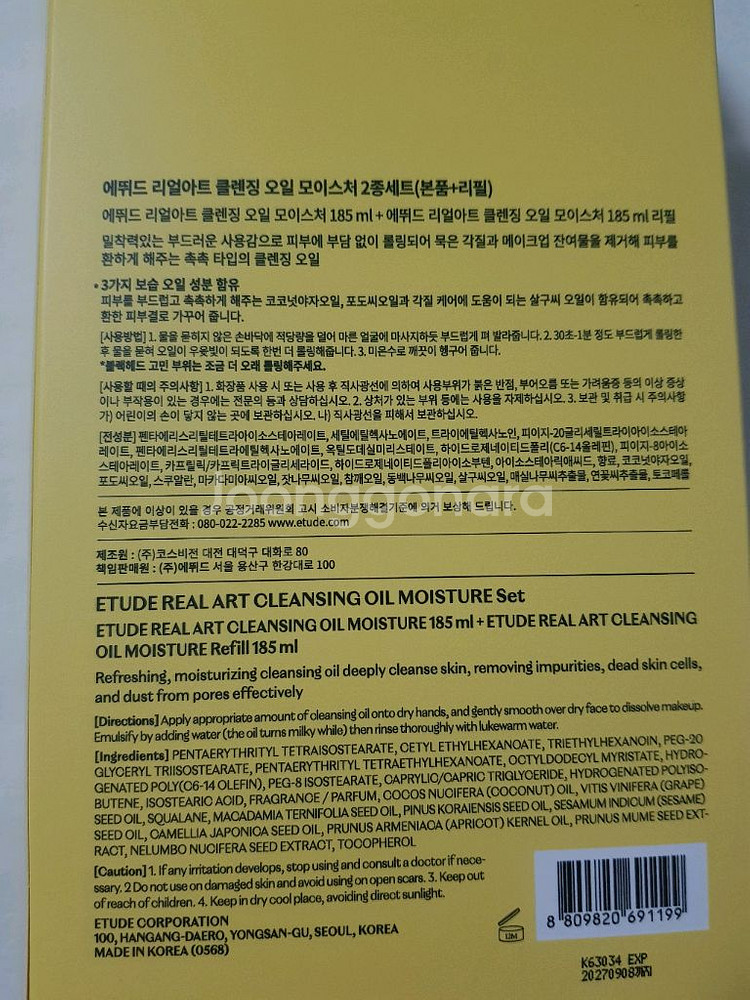 에뛰드 리얼아트 클렌징 오일 모이스처 2종세트(본품+리필)
에뛰드 리얼아트 클렌징 오일 모이스처 185 ml + 에뛰드 리얼아트 클렌징 오일 모이스처 185 ml 리필
밀착력있는 부드러운 사용감으로 피부에 부담 없이 롤링되어 묵은 각질과 메이크업 잔여물을 제거해 피부를
환하게 해주는 촉촉 타입의 클렌징 오일
• 3가지 보습 오일 성분 함유
피부를 부드럽고 촉촉하게 해주는 코코넛야자오일, 포도씨오일과 각질 케어에 도움이 되는 살구씨 오일이 함유되어 촉촉하고
환한 피부결로 가꾸어 줍니다.
[사용방법] 1. 물을 묻히지 않은 손바닥에 적당량을 덜어 마른 얼굴에 마사지하듯 부드럽게 펴 발라줍니다. 2. 30초-1분 정도 부드럽게 롤링한
후 물을 묻혀 오일이 우윳빛이 되도록 한번 더 롤링해줍니다. 3. 미온수로 깨끗이 헹구어 줍니다.
*블랙헤드 고민 부위는 조금 더 오래 롤링해주세요.
[사용할 때의 주의사항] 1. 화장품 사용 시 또는 사용 후 직사광선에 의하여 사용부위가 붉은 반점, 부어오름 또는 가려움증 등의 이상 증상
이나 부작용이 있는 경우에는 전문의 등과 상담하십시오. 2. 상처가 있는 부위 등에는 사용을 자제하십시오. 3. 보관 및 취급 시 주의사항
가) 어린이의 손이 닿지 않는 곳에 보관하십시오. 나) 직사광선을 피해서 보관하십시오.
[전성분] 펜타에리스리틸테트라아이소스테아레이트, 세틸에틸헥사노에이트, 트라이에틸헥사노인, 피이지-20글리세릴트라이아이소스테아
레이트, 펜타에리스리틸테트라에틸헥사노에이트, 옥틸도데실미리스테이트, 하이드로제네이티드폴리(C6-14올레핀), 피이지-8아이소
스테아레이트, 카프릴릭/카프릭트라이글리세라이드, 하이드로제네이티드폴리아이소부텐, 아이소스테아릭애씨드, 향료, 코코넛야자오일,
포도씨오일, 스쿠알란, 마카다미아씨오일, 잣나무씨오일, 참깨오일, 동백나무씨오일, 살구씨오일, 매실나무씨추출물, 연꽃씨추출물, 토코페롤
Joonggonara
본 제품에 이상이 있을 경우 공정거래위원회 고시 소비자분쟁해결기준에 의거 보상해 드립니다.
수신자요금부담전화 : 080-022-2285 www.etude.com
제조원 : (주)코스비전 대전 대덕구 대화로 80
책임판매원 : (주)에뛰드 서울 용산구 한강대로 100
ETUDE REAL ART CLEANSING OIL MOISTURE Set
ETUDE REAL ART CLEANSING OIL MOISTURE 185 ml + ETUDE REAL ART CLEANSING
OIL MOISTURE Refill 185 ml
Refreshing, moisturizing cleansing oil deeply cleanse skin, removing impurities, dead skin cells,
and dust from pores effectively
[Directions] Apply appropriate amount of cleansing oil onto dry hands, and gently smooth over dry face to dissolve makeup.
Emulsify by adding water (the oil turns milky while) then rinse thoroughly with lukewarm water.
[Ingredients] PENTAERYTHRITYL TETRAISOSTEARATE, CETYL ETHYLHEXANOATE, TRIETHYLHEXANOIN, PEG-20
GLYCERYL TRIISOSTEARATE, PENTAERYTHRITYL TETRAETHYLHEXANOATE, OCTYLDODECYL MYRISTATE, HYDRO-
GENATED POLY(C6-14 OLEFIN), PEG-8 ISOSTEARATE, CAPRYLIC/CAPRIC TRIGLYCERIDE, HYDROGENATED POLYISO-
BUTENE, ISOSTEARIC ACID, FRAGRANCE / PARFUM, COCOS NUCIFERA (COCONUT) OIL, VITIS VINIFERA (GRAPE)
SEED OIL, SQUALANE, MACADAMIA TERNIFOLIA SEED OIL, PINUS KORAIENSIS SEED OIL, SESAMUM INDICUM (SESAME)
SEED OIL, CAMELLIA JAPONICA SEED OIL, PRUNUS ARMENIACA (APRICOT) KERNEL OIL, PRUNUS MUME SEED EXT-
RACT, NELUMBO NUCIFERA SEED EXTRACT, TOCOPHEROL
[Caution] 1. If any irritation develops, stop using and consult a doctor if nece-
ssary. 2 Do not use on damaged skin and avoid using on open scars. 3. Keep out
of reach of children. 4. Keep in dry cool place, avoiding direct sunlight.
ETUDE CORPORATION
100, HANGANG-DAERO, YONGSAN-GU, SEOUL, KOREA
MADE IN KOREA (0568)
12M
8 809820 691199
K63034 EXP
20270908까지